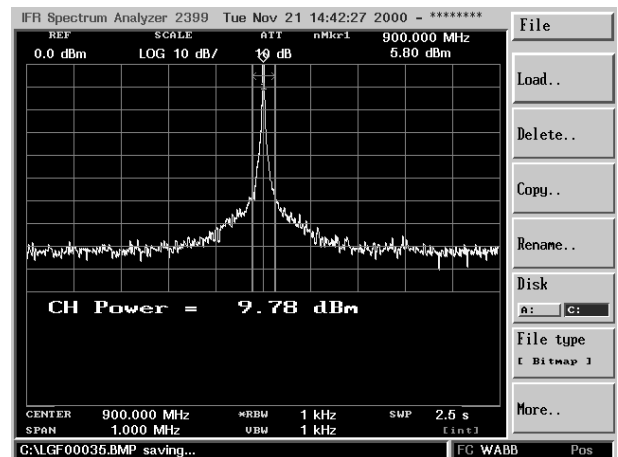 IFR Spectrum Analyzer 2399 Tue Nov 21 14:42:27 2000 - ********
REF SCALE ATT nMkr1 900.000 MHz
0.0 dBm LOG 10 dB/ 10 dB 5.80 dBm
CH Power = 9.78 dBm
CENTER 900.000 MHz *RBW 1 kHz SWP 2.5 s
SPAN 1.000 MHz VBW 1 kHz [int]
C:\LGF00035.BMP saving... FC WABB Pos
File
Load..
Delete..
Copy..
Rename..
Disk
A: C:
File type
[ Bitmap ]
More..